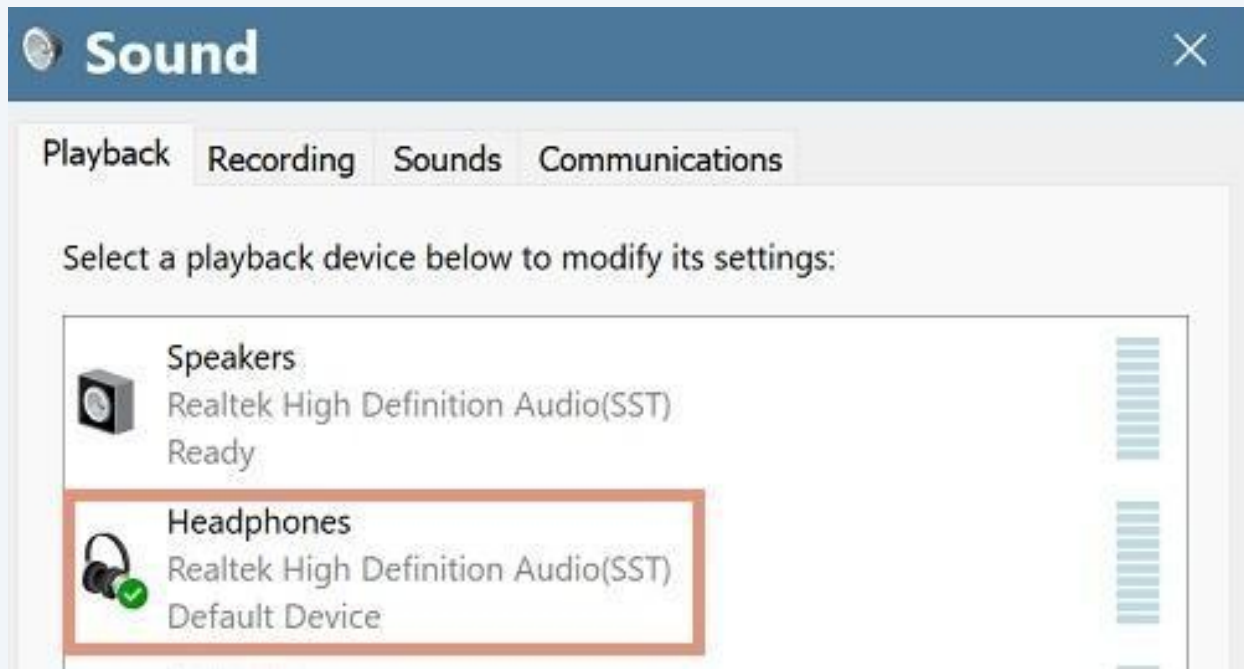 Sound
Playback Recording Sounds Communications
Select a playback device below to modify its settings:
Speakers
Realtek High Definition Audio(SST)
Ready
Headphones
Realtek High Definition Audio(SST)
Default Device